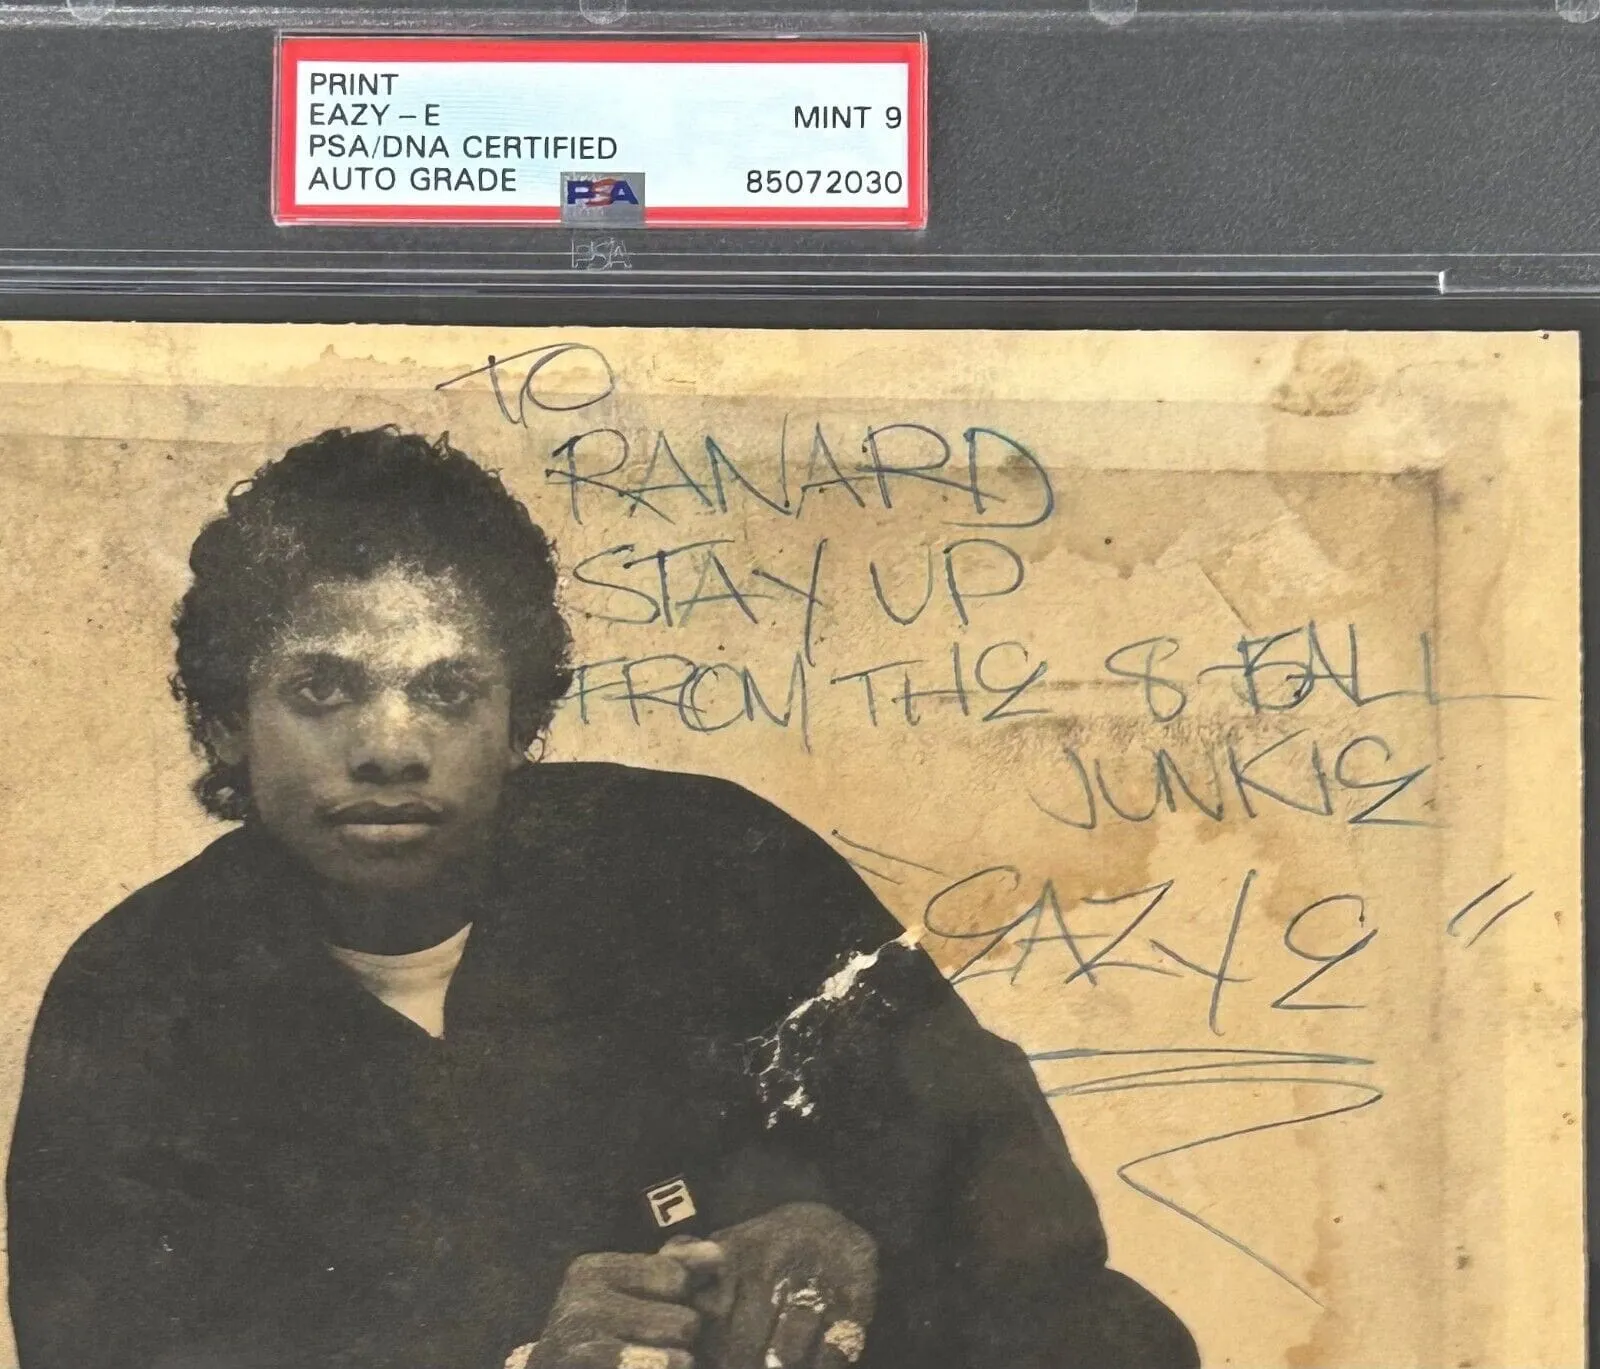 PRINT
EAZY – E
MINT 9
PSA/DNA CERTIFIED
AUTO GRADE
PSA
85072030
PSA
TO
RANARD
STAY UP
FROM THE 8 BALL
JUNKIE
"EAZY E"